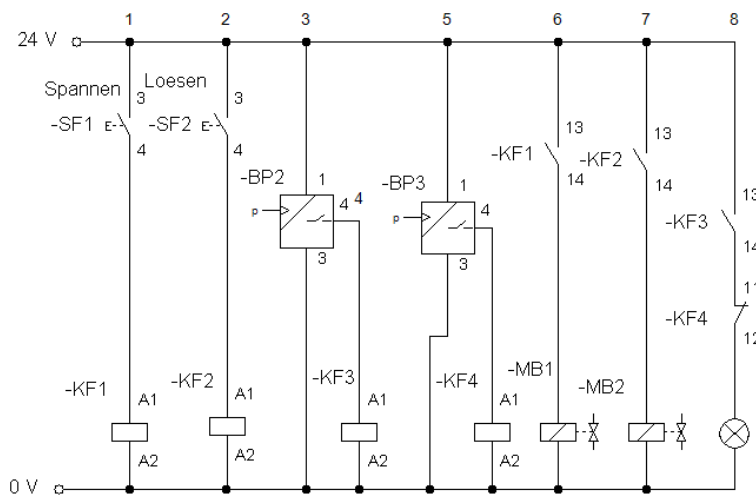 1 2 3 5 6 7 8
24 V
Spannen Loesen
3 3
-SF1 E -SF2 E
4 4
13 13
-KF1 -KF2
14 14
-BP2 1 -BP3 1
p 4 4 p 4
3 3
13
-KF3
14
11
-KF4
12
-KF1 -KF2 -KF3 -KF4 -MB1 -MB2
A1 A1 A1 A1
A2 A2 A2 A2
0 V